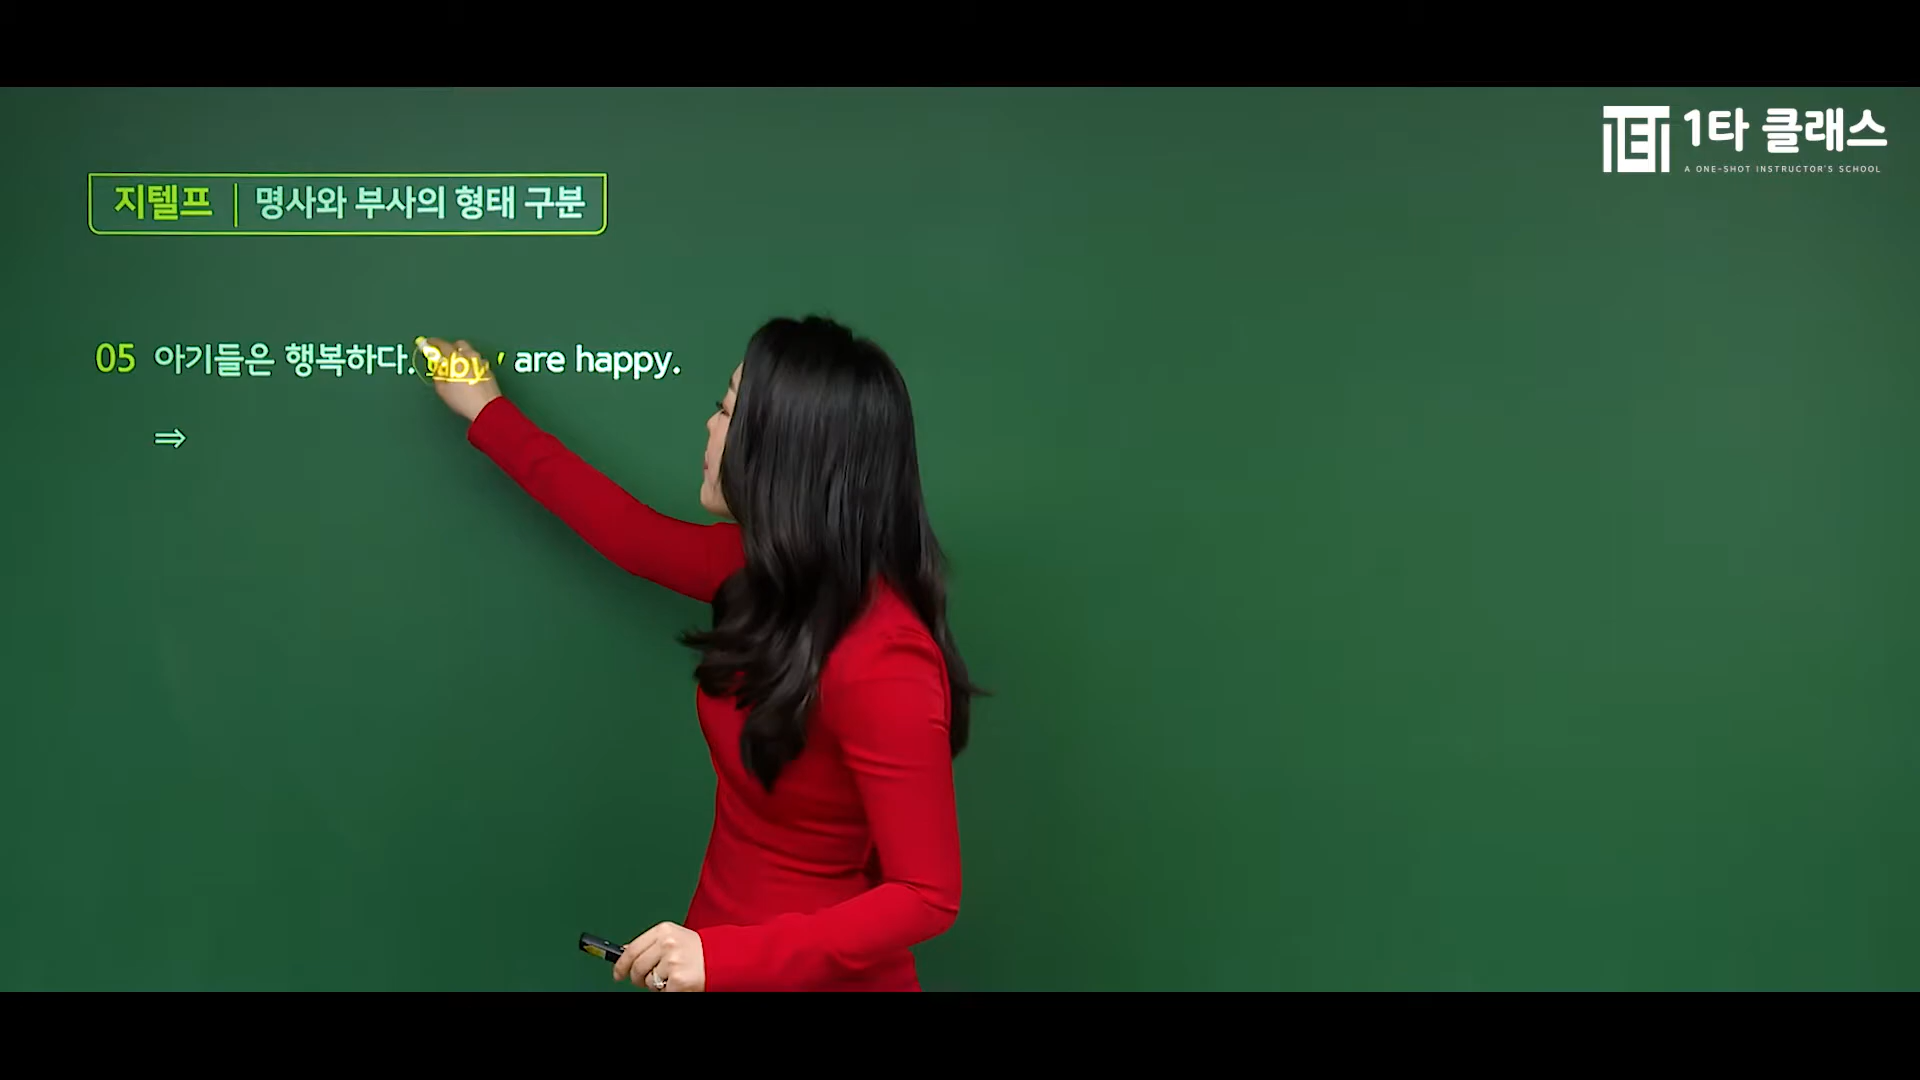 1타 클래스
A ONE-SHOT INSTRUCTOR'S SCHOOL
지텔프 | 명사와 부사의 형태 구분
05 아기들은 행복하다. are happy.
⇒